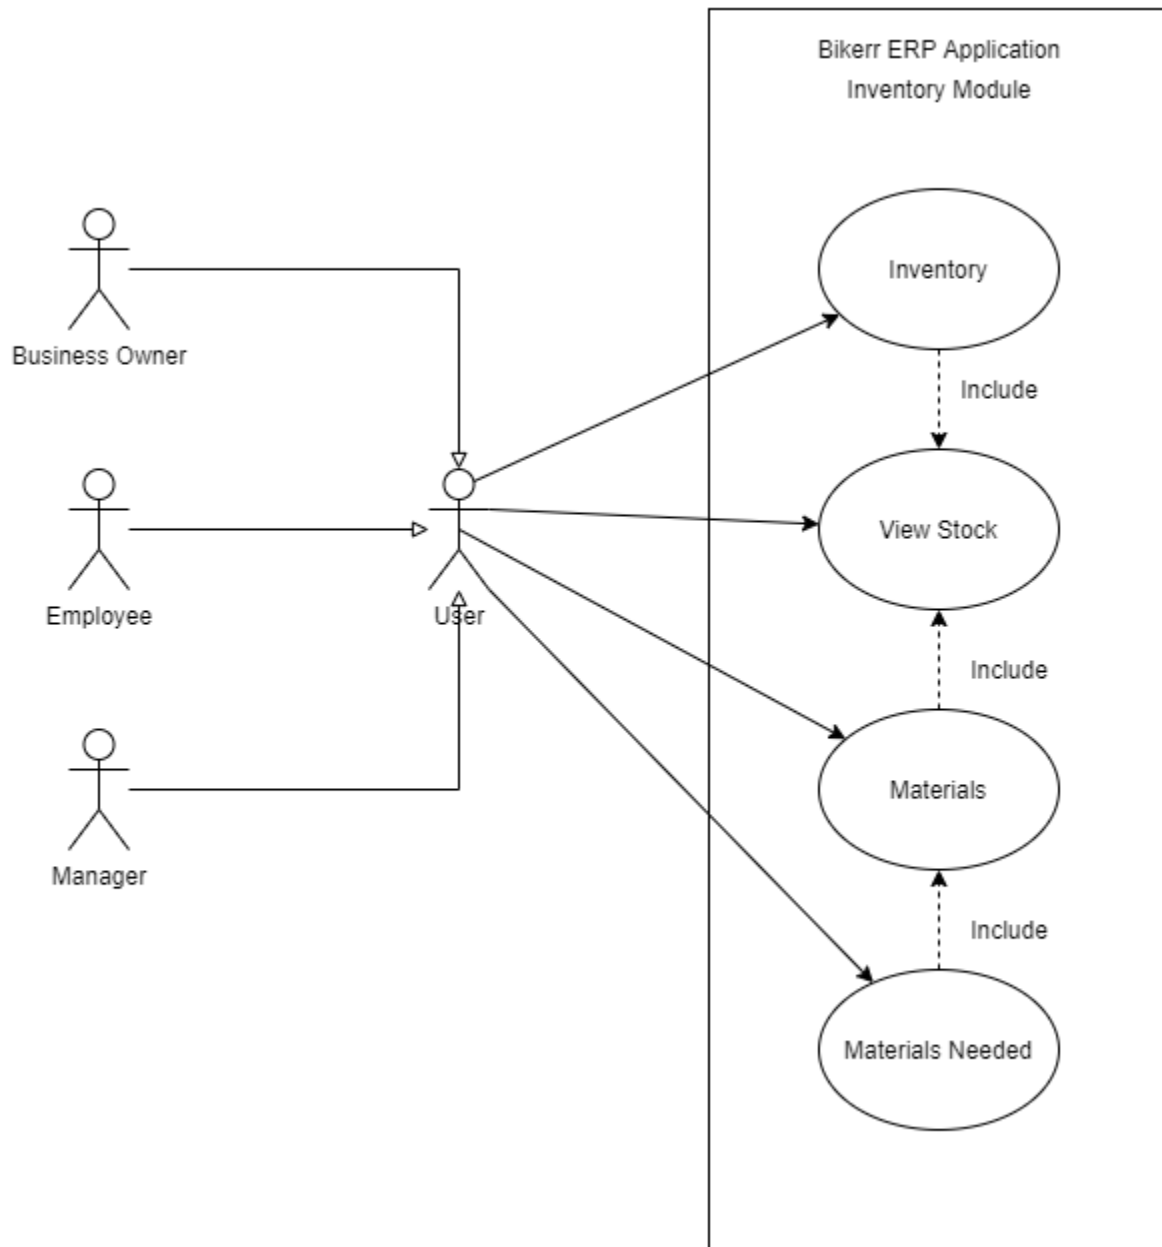 Bikerr ERP Application
Inventory Module
Inventory
Business Owner
Include
View Stock
Employee
User
Include
Materials
Manager
Include
Materials Needed